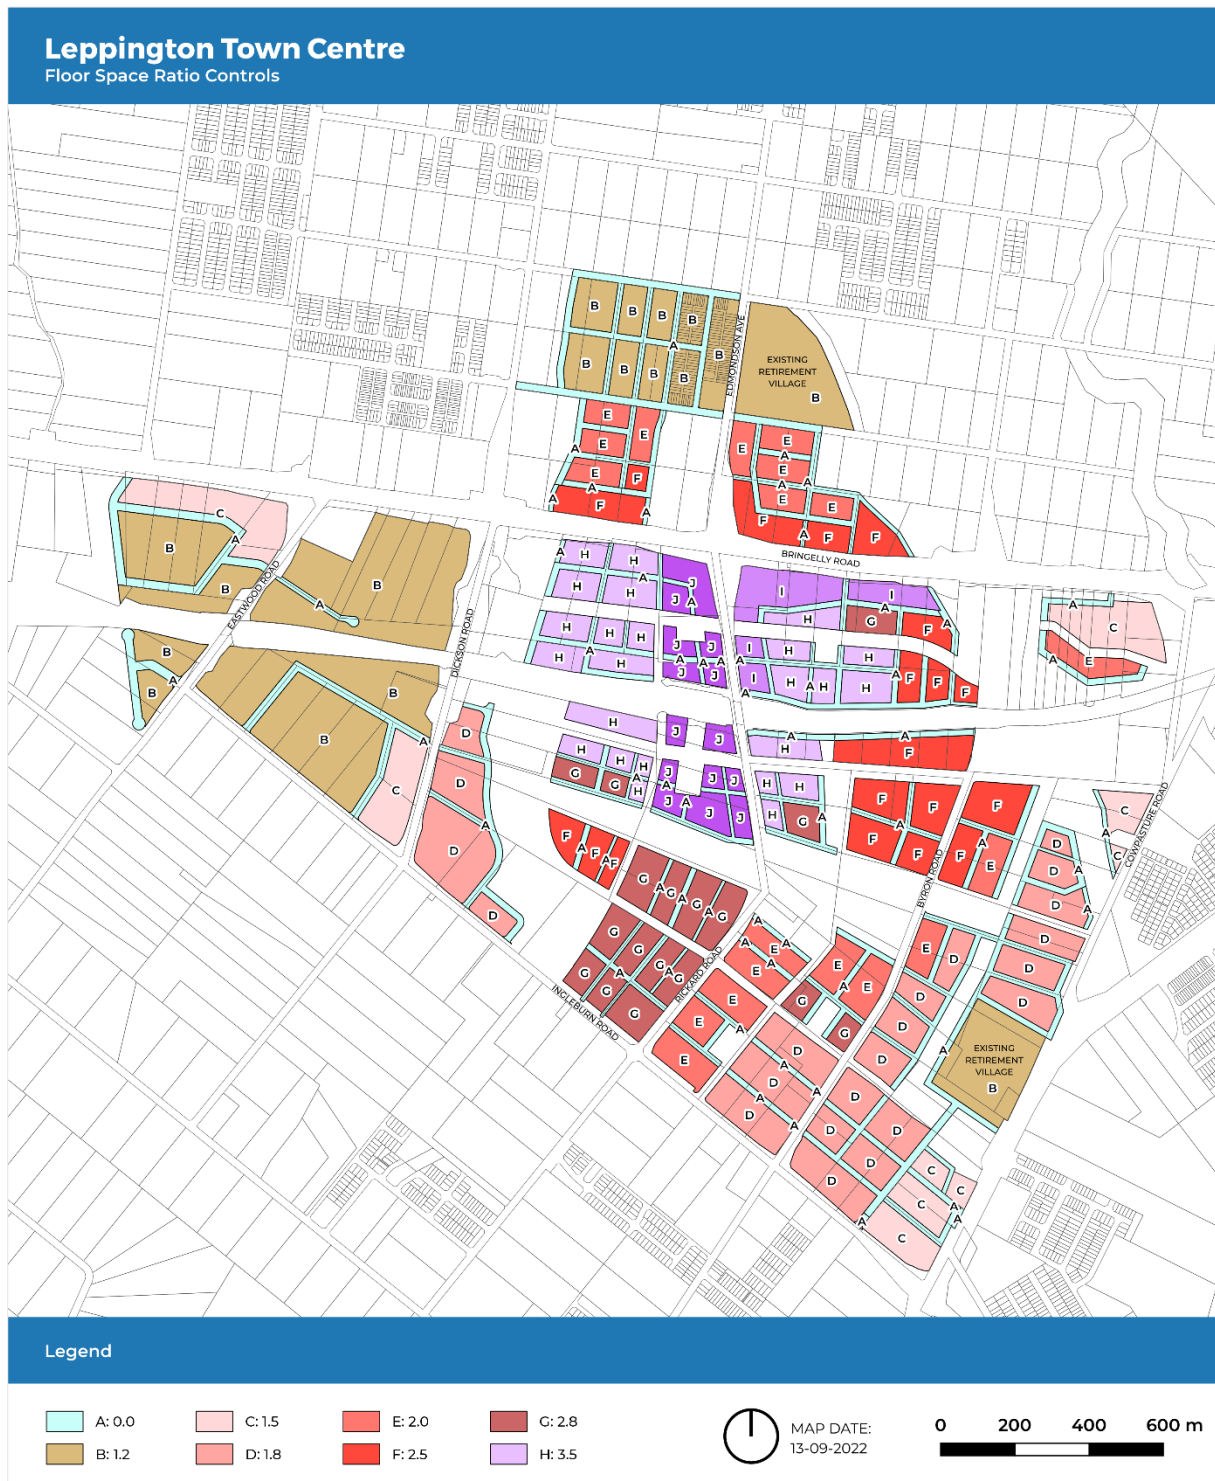 Leppington Town Centre
Floor Space Ratio Controls
B B B B
A
B B B B B
EDMONDSON AVE
EXISTING
RETIREMENT
VILLAGE
B
E
E
A E
E F
A
A F A
E E
A
E
A A
E E
F A F F
BRINGELLY ROAD
C
A
B
B
EASTWOOD ROAD
A
B
B
A
B
DICKSON ROAD
B
B
A
C
D
D
A
D
D
A H H
A
H H
J
J A
H H H
A
H H
J J
A A A
J J
I I
A
H G F A
A
I H H
I H A H H
A
A F F F
A
C
A
E
H
J J
H H H
A
G G H
J
A
J J
J A J J
A A
H F
H H
H G A
F F
A
F F
F
A
F E
BYRON ROAD
C
A
C
COWPASTURE ROAD
D
D A
D A
D
D
D
F A F A F
G A G A G A G
G G
G A G A G
G
G
RICKARD ROAD
INGLEBURN ROAD
A
A E A
E A
E
E A
E
E
A E
G
G
E D
D
D
D
A
EXISTING
RETIREMENT
VILLAGE
B
D
A
D
A A
D
A
D
D D
D
D
A
C
C
C A
A
C
Legend
A: 0.0
C: 1.5
E: 2.0
G: 2.8
B: 1.2
D: 1.8
F: 2.5
H: 3.5
MAP DATE:
13-09-2022
0 200 400 600 m